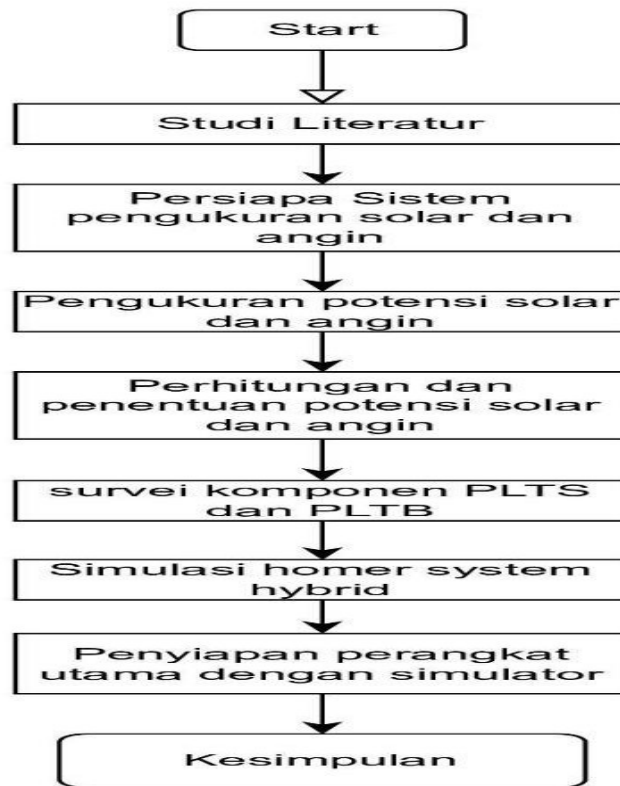 Start
Studi Literatur
Persiapa Sistem
pengukuran solar dan
angin
Pengukuran potensi solar
dan angin
Perhitungan dan
penentuan potensi solar
dan angin
survei komponen PLTS
dan PLTB
Simulasi homer system
hybrid
Penyiapan perangkat
utama dengan simulator
Kesimpulan